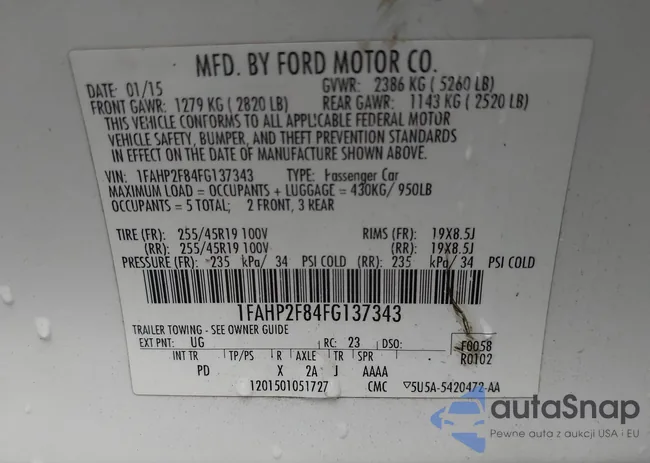 MFD. BY FORD MOTOR CO.
DATE: 01/15 GVWR: 2386 KG ( 5260 LB)
FRONT GAWR: 1279 KG ( 2820 LB) REAR GAWR: 1143 KG ( 2520 LB)
THIS VEHICLE CONFORMS TO ALL APPLICABLE FEDERAL MOTOR
VEHICLE SAFETY, BUMPER, AND THEFT PREVENTION STANDARDS
IN EFFECT ON THE DATE OF MANUFACTURE SHOWN ABOVE.
VIN: 1FAHP2F84FG137343 TYPE: Passenger Car
MAXIMUM LOAD = OCCUPANTS + LUGGAGE = 430KG/ 950LB
OCCUPANTS = 5 TOTAL; 2 FRONT, 3 REAR
TIRE (FR): 255/45R19 100V RIMS (FR): 19X8.5J
(RR): 255/45R19 100V (RR): 19X8.5J
PRESSURE (FR): 235 kPa/ 34 PSI COLD (RR): 235 kPa/ 34 PSI COLD
1FAHP2F84FG137343
TRAILER TOWING - SEE OWNER GUIDE
EXT PNT: UG RC: 23 DSO: F0058
INT TR TP/PS R AXLE TR SPR R0102
PD X 2A J AAAA
1201501051727 CMC ▽5U5A-5420472-AA
autoSnap
Pewne auta z aukcji USA i EU